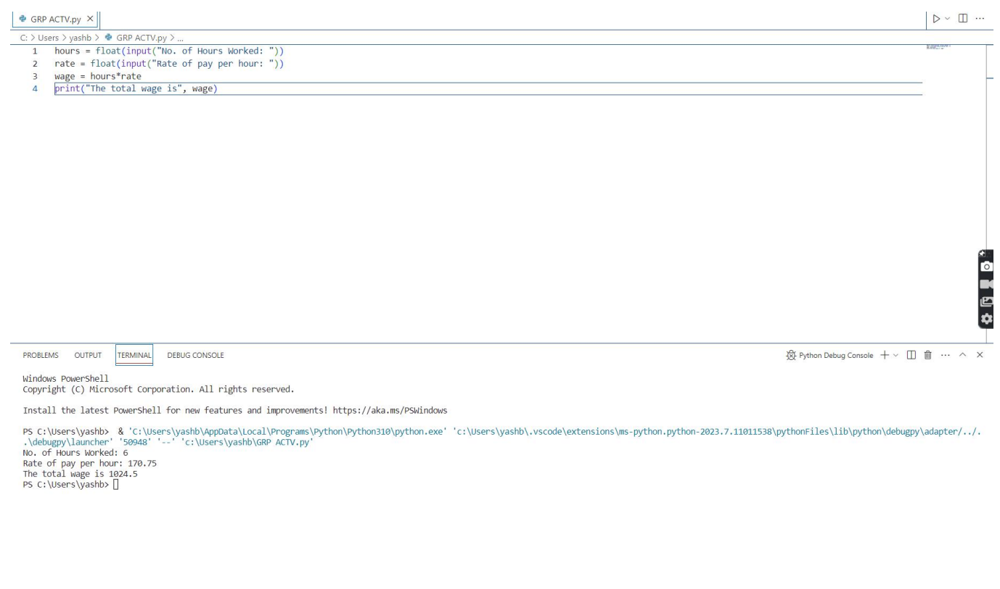 GRP ACTV.py
C: > Users > yashb > GRP ACTV.py > ...
1 hours = float(input("No. of Hours Worked: "))
2 rate = float(input("Rate of pay per hour: "))
3 wage = hours*rate
4 print("The total wage is", wage)
PROBLEMS OUTPUT TERMINAL DEBUG CONSOLE Python Debug Console
Windows PowerShell
Copyright (C) Microsoft Corporation. All rights reserved.
Install the latest PowerShell for new features and improvements! https://aka.ms/PSWindows
PS C:\Users\yashb>  & 'C:\Users\yashb\AppData\Local\Programs\Python\Python310\python.exe' 'c:\Users\yashb\.vscode\extensions\ms-python.python-2023.7.11011538\pythonFiles\lib\python\debugpy\adapter/../.
.\debugpy\launcher' '50948' '--' 'c:\Users\yashb\GRP ACTV.py'
No. of Hours Worked: 6
Rate of pay per hour: 170.75
The total wage is 1024.5
PS C:\Users\yashb>